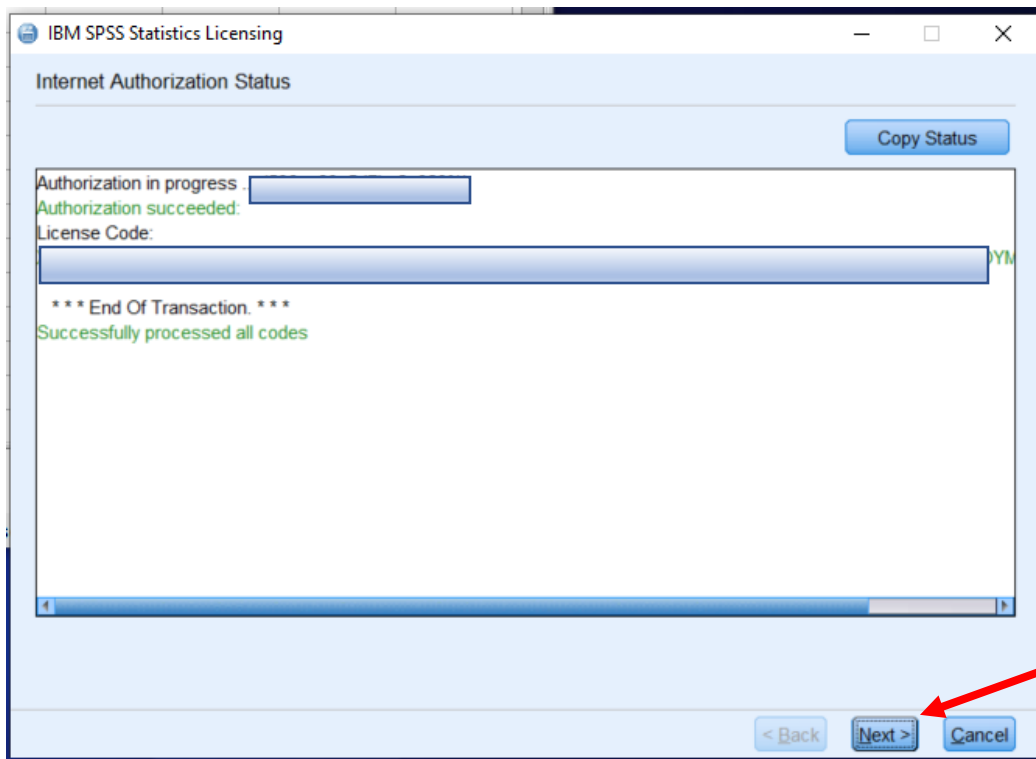 IBM SPSS Statistics Licensing
Internet Authorization Status
Copy Status
Authorization in progress .
Authorization succeeded:
License Code:
* * * End Of Transaction. * * *
Successfully processed all codes
< Back Next > Cancel